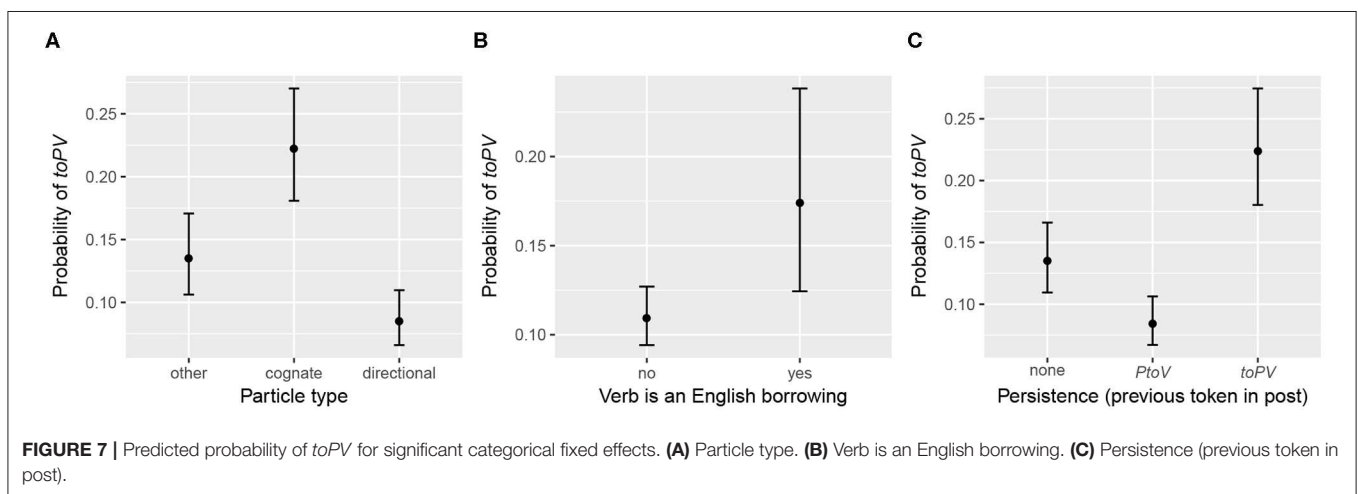 A
B
C
Probability of toPV
0.25
0.20
0.15
0.10
other cognate directional
Particle type
Probability of toPV
0.20
0.15
0.10
no yes
Verb is an English borrowing
Probability of toPV
0.25
0.20
0.15
0.10
none PtoV toPV
Persistence (previous token in post)
FIGURE 7 | Predicted probability of toPV for significant categorical fixed effects. (A) Particle type. (B) Verb is an English borrowing. (C) Persistence (previous token in
post).